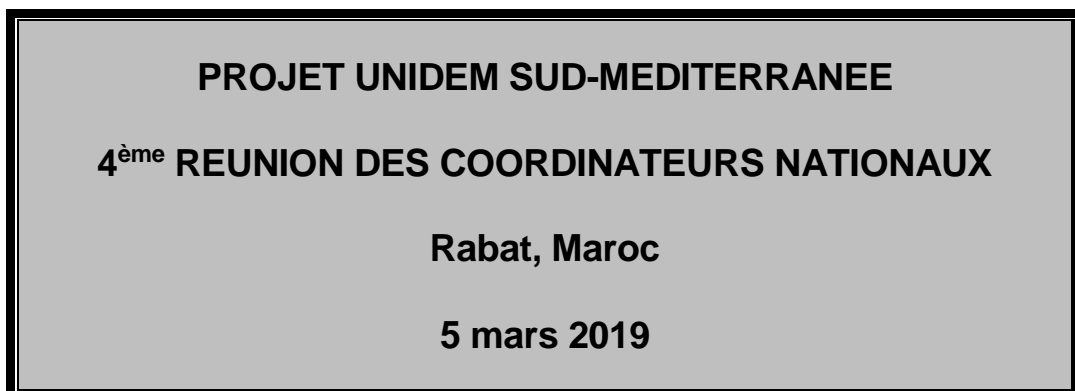 PROJET UNIDEM SUD-MEDITERRANEE
4ème REUNION DES COORDINATEURS NATIONAUX
Rabat, Maroc
5 mars 2019